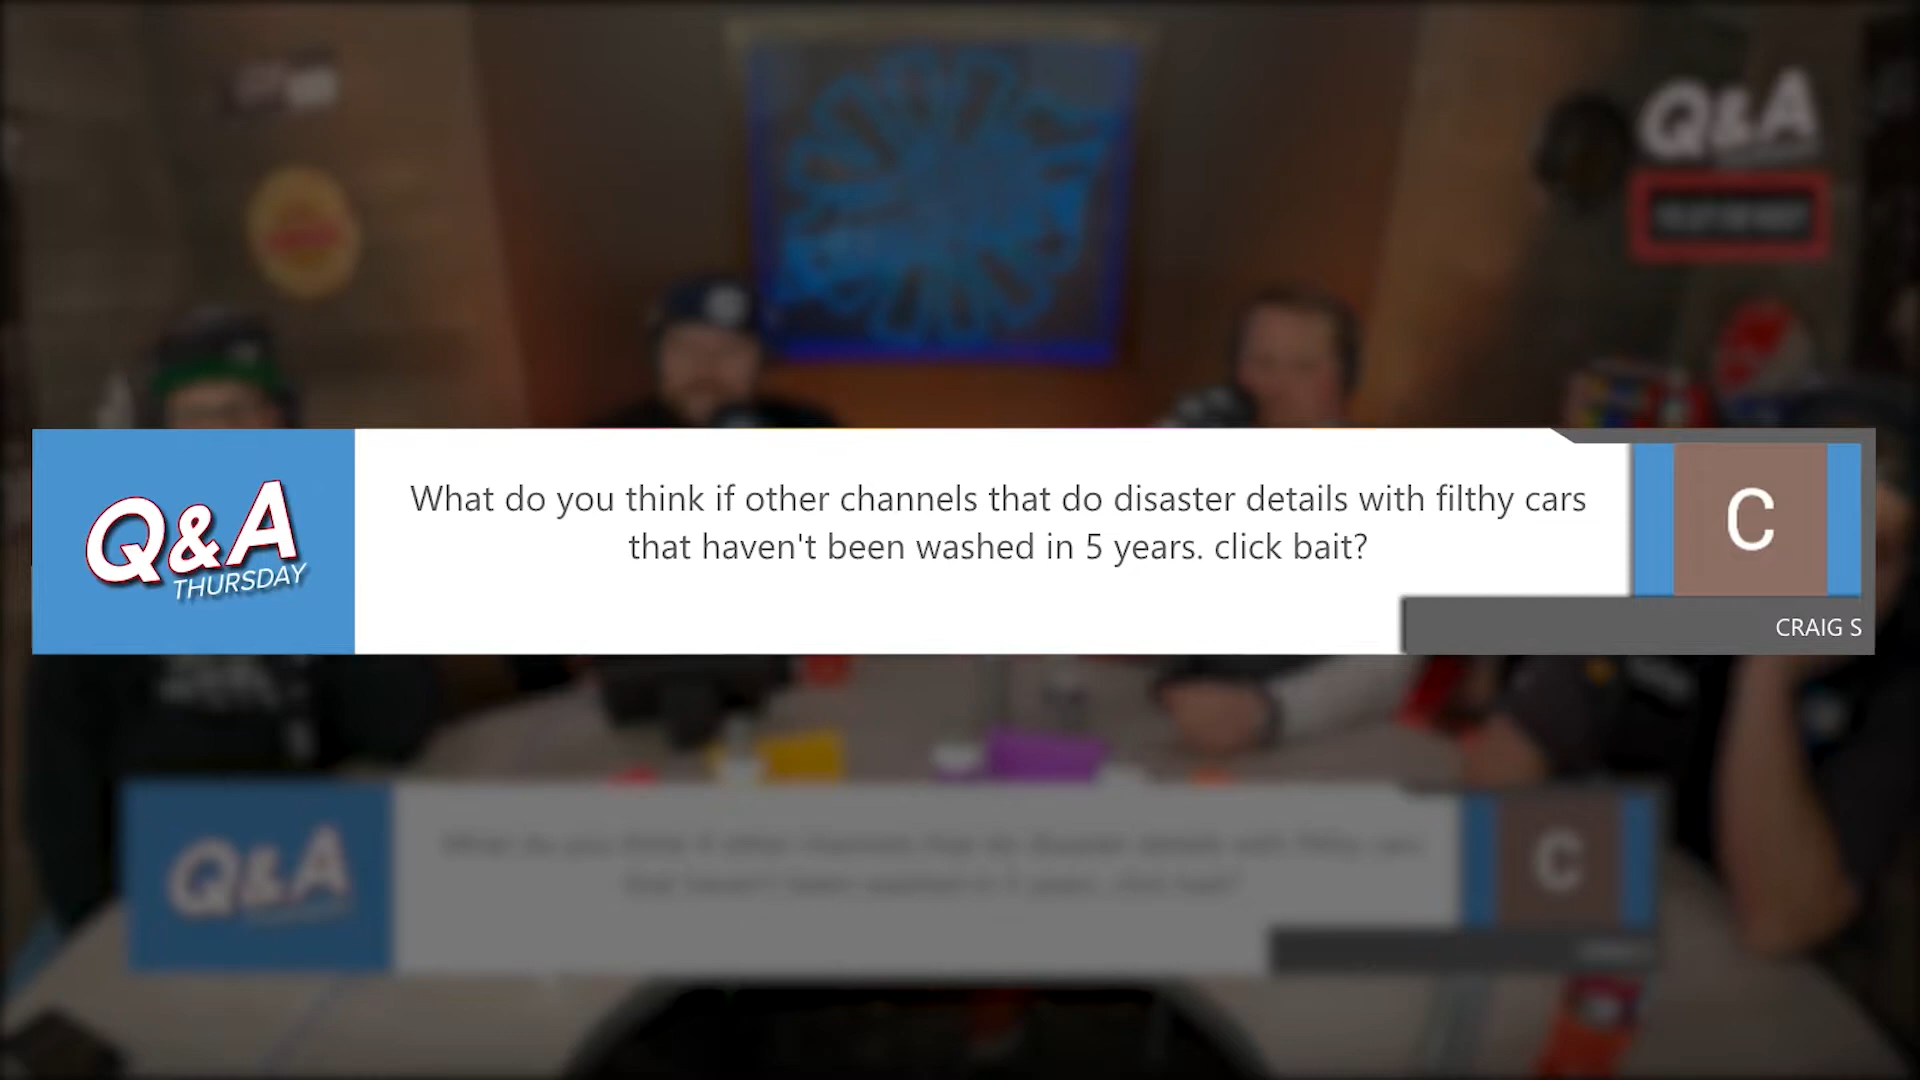 Q&A
Q&A
THURSDAY
What do you think if other channels that do disaster details with filthy cars
that haven't been washed in 5 years. click bait?
C
CRAIG S
Q&A
C